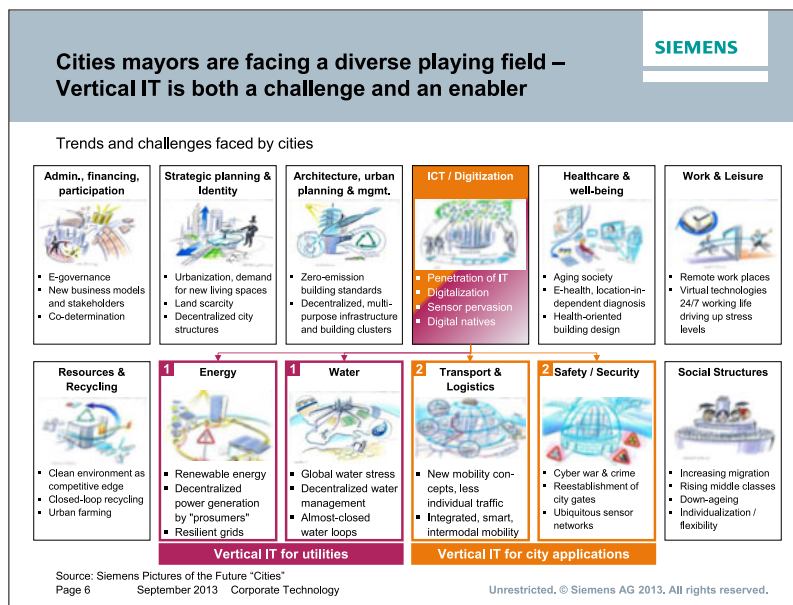 Cities mayors are facing a diverse playing field –
Vertical IT is both a challenge and an enabler
SIEMENS
Trends and challenges faced by cities
Admin., financing,
participation
▪ E-governance
▪ New business models
and stakeholders
▪ Co-determination
Strategic planning &
Identity
▪ Urbanization, demand
for new living spaces
▪ Land scarcity
▪ Decentralized city
structures
Architecture, urban
planning & mgmt.
▪ Zero-emission
building standards
▪ Decentralized, multi-
purpose infrastructure
and building clusters
ICT / Digitization
▪ Penetration of IT
▪ Digitalization
▪ Sensor pervasion
▪ Digital natives
Healthcare &
well-being
▪ Aging society
▪ E-health, location-in-
dependent diagnosis
▪ Health-oriented
building design
Work & Leisure
▪ Remote work places
▪ Virtual technologies
24/7 working life
driving up stress
levels
Resources &
Recycling
▪ Clean environment as
competitive edge
▪ Closed-loop recycling
▪ Urban farming
1 Energy
▪ Renewable energy
▪ Decentralized
power generation
by "prosumers"
▪ Resilient grids
1 Water
▪ Global water stress
▪ Decentralized water
management
▪ Almost-closed
water loops
2 Transport &
Logistics
▪ New mobility con-
cepts, less
individual traffic
▪ Integrated, smart,
intermodal mobility
2 Safety / Security
▪ Cyber war & crime
▪ Reestablishment of
city gates
▪ Ubiquitous sensor
networks
Social Structures
▪ Increasing migration
▪ Rising middle classes
▪ Down-ageing
▪ Individualization /
flexibility
Vertical IT for utilities
Vertical IT for city applications
Source: Siemens Pictures of the Future “Cities”
Page 6 September 2013 Corporate Technology
Unrestricted. © Siemens AG 2013. All rights reserved.